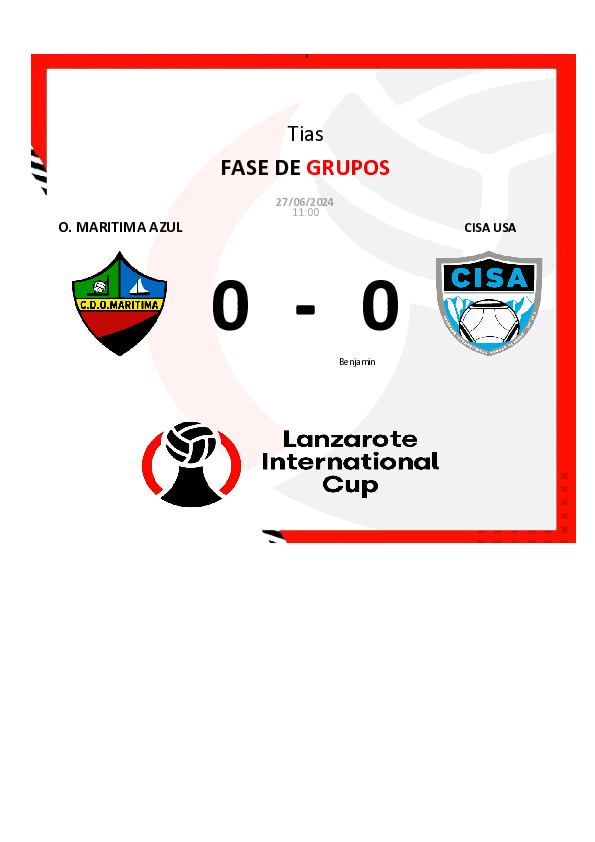 Tias
FASE DE GRUPOS
27/06/2024
11:00
O. MARITIMA AZUL
CISA USA
C.D.O.MARITIMA
CISA
0 - 0
Benjamin
Lanzarote
International
Cup